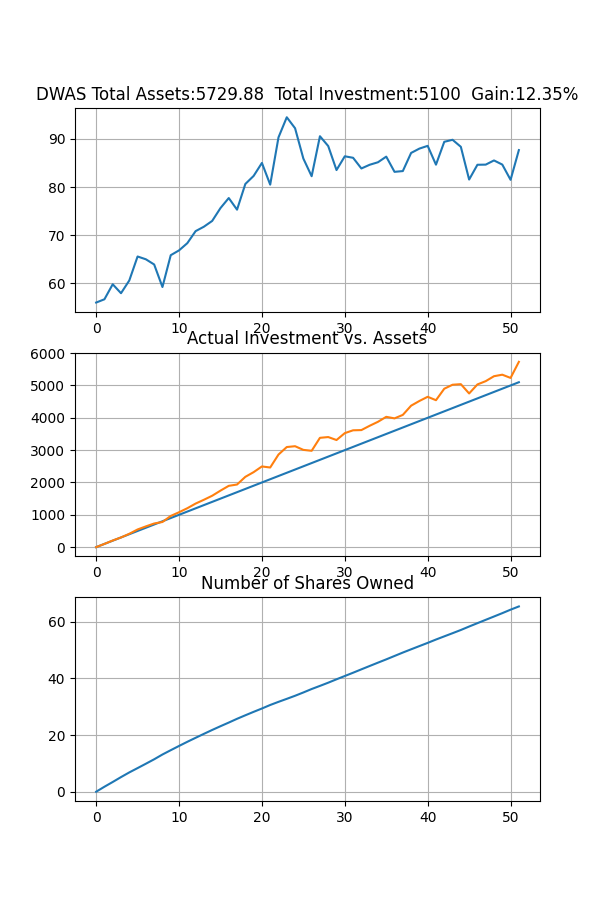 DWAS Total Assets:5729.88  Total Investment:5100  Gain:12.35%
90
80
70
60
0 10 20 30 40 50
Actual Investment vs. Assets
6000
5000
4000
3000
2000
1000
0
0 10 20 30 40 50
Number of Shares Owned
60
40
20
0
0 10 20 30 40 50